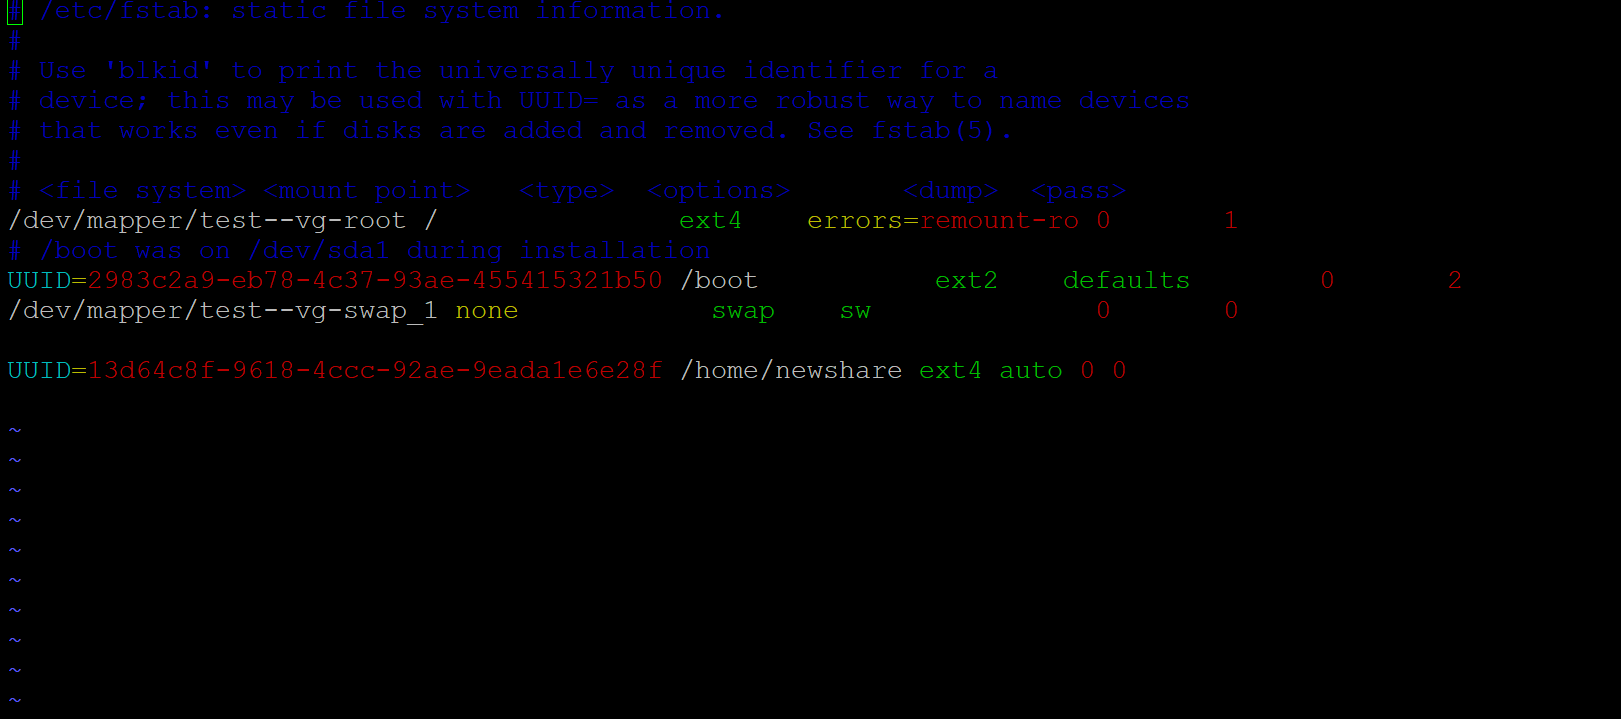 # /etc/fstab: static file system information.
#
# Use 'blkid' to print the universally unique identifier for a
# device; this may be used with UUID= as a more robust way to name devices
# that works even if disks are added and removed. See fstab(5).
#
# <file system> <mount point>   <type>  <options>       <dump>  <pass>
/dev/mapper/test--vg-root /               ext4    errors=remount-ro 0       1
# /boot was on /dev/sda1 during installation
UUID=2983c2a9-eb78-4c37-93ae-455415321b50 /boot           ext2    defaults        0       2
/dev/mapper/test--vg-swap_1 none            swap    sw              0       0
UUID=13d64c8f-9618-4ccc-92ae-9eada1e6e28f /home/newshare ext4 auto 0 0
~
~
~
~
~
~
~
~
~
~